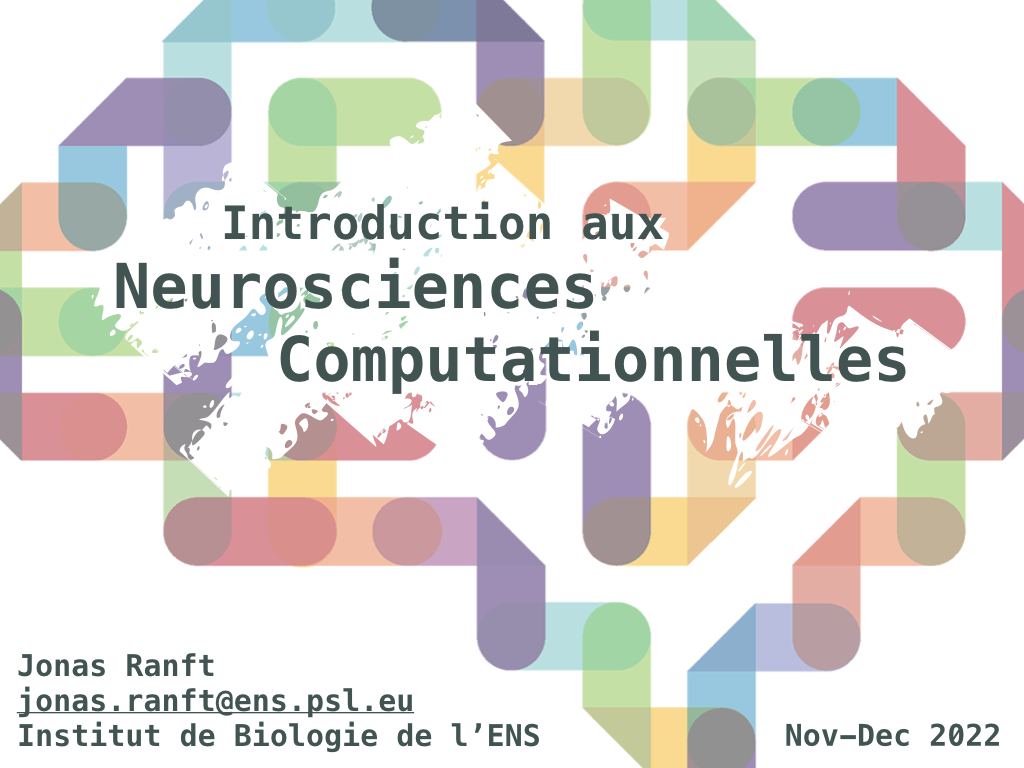 Introduction aux
Neurosciences
Computationnelles
Jonas Ranft
jonas.ranft@ens.psl.eu
Institut de Biologie de l’ENS
Nov–Dec 2022